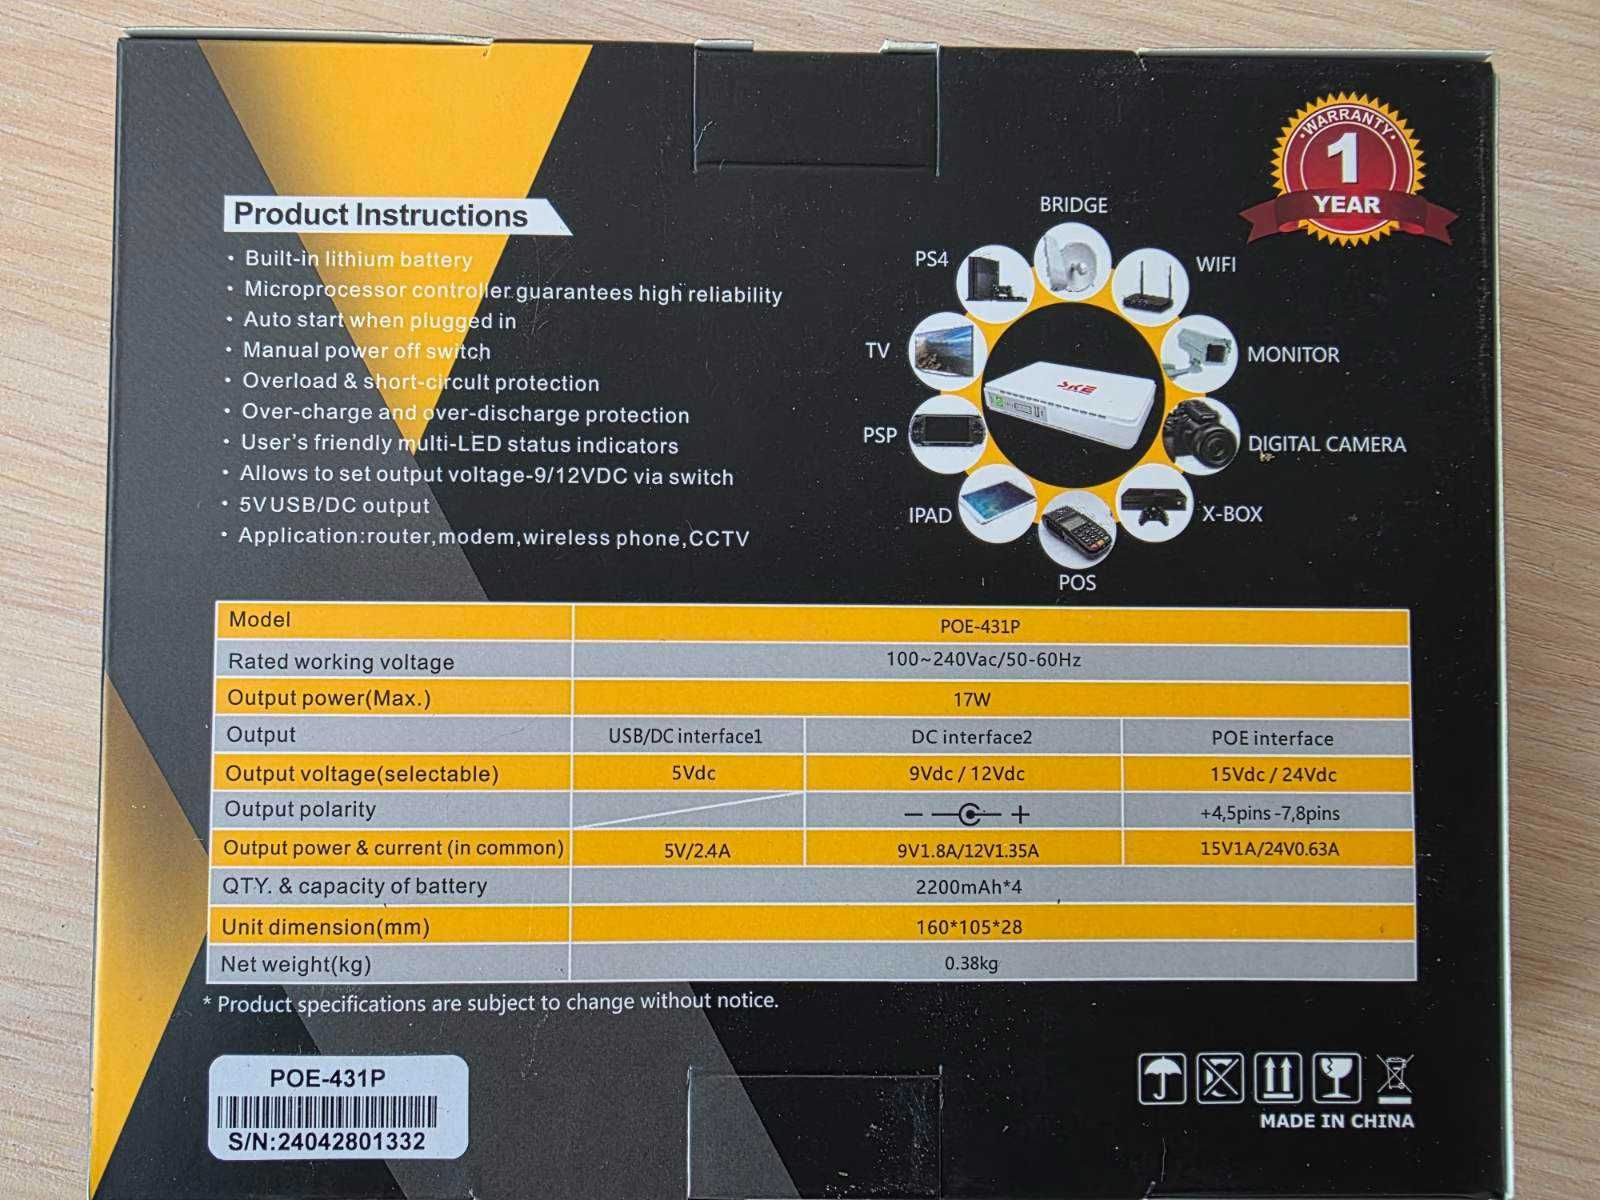 WARRANTY
1
YEAR
Product Instructions
• Built-in lithium battery
• Microprocessor controller guarantees high reliability
• Auto start when plugged in
• Manual power off switch
• Overload & short-circult protection
• Over-charge and over-discharge protection
• User's friendly multi-LED status indicators
• Allows to set output voltage-9/12VDC via switch
• 5V USB/DC output
• Application:router,modem,wireless phone,CCTV
BRIDGE
PS4
WIFI
TV
MONITOR
SKE
PSP
DIGITAL CAMERA
IPAD
X-BOX
POS
Model POE-431P
Rated working voltage 100~240Vac/50-60Hz
Output power(Max.) 17W
Output USB/DC interface1 DC interface2 POE interface
Output voltage(selectable) 5Vdc 9Vdc / 12Vdc 15Vdc / 24Vdc
Output polarity − + +4,5pins -7,8pins
Output power & current (in common) 5V/2.4A 9V1.8A/12V1.35A 15V1A/24V0.63A
QTY. & capacity of battery 2200mAh*4
Unit dimension(mm) 160*105*28
Net weight(kg) 0.38kg
* Product specifications are subject to change without notice.
POE-431P
S/N:24042801332
MADE IN CHINA